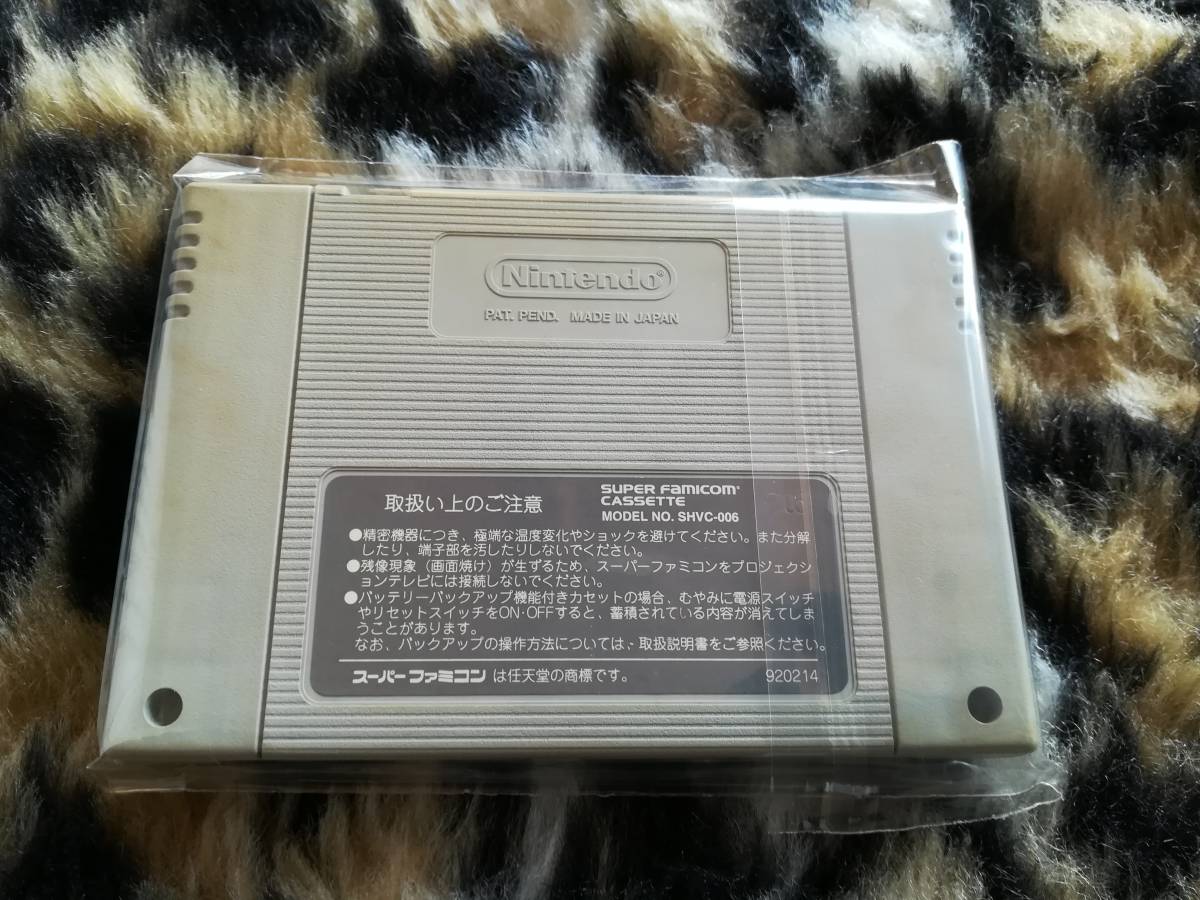 Nintendo®
PAT. PEND. MADE IN JAPAN
取扱い上のご注意
SUPER FAMICOM
CASSETTE
MODEL NO. SHVC-006
●精密機器につき、極端な温度変化やショックを避けてください。また分解
したり、端子部を汚したりしないでください。
●残像現象（画面焼け）が生ずるため、スーパーファミコンをプロジェクシ
ョンテレビには接続しないでください。
●バッテリーバックアップ機能付きカセットの場合、むやみに電源スイッチ
やリセットスイッチをON·OFFすると、蓄積されている内容が消えてしま
うことがあります。
なお、バックアップの操作方法については、取扱説明書をご参照ください。
スーパーファミコン は任天堂の商標です。
920214